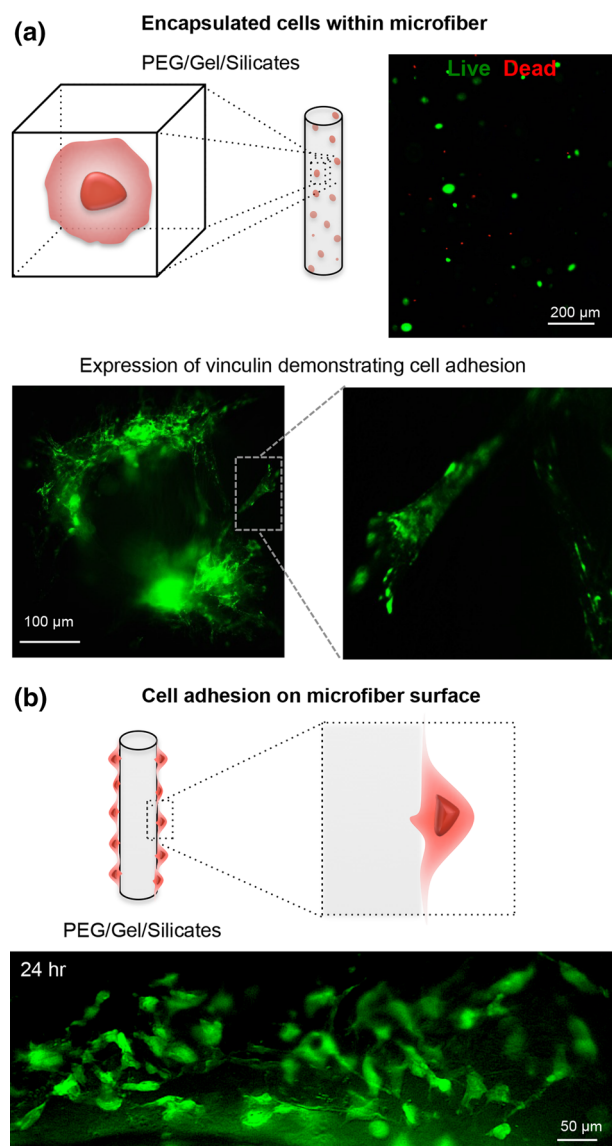 (a)
Encapsulated cells within microfiber
PEG/Gel/Silicates
Live Dead
200 µm
Expression of vinculin demonstrating cell adhesion
100 µm
(b)
Cell adhesion on microfiber surface
PEG/Gel/Silicates
24 hr
50 µm